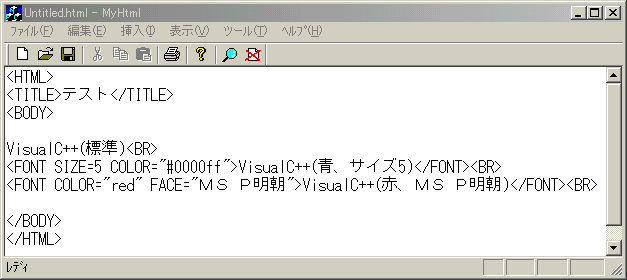 Untitled.html - MyHtml
ﾌｧｲﾙ(F) 編集(E) 挿入(I) 表示(V) ツール(T) ﾍﾙﾌﾟ(H)
<HTML>
<TITLE>テスト</TITLE>
<BODY>
VisualC++(標準)<BR>
<FONT SIZE=5 COLOR="#0000ff">VisualC++(青、サイズ5)</FONT><BR>
<FONT COLOR="red" FACE="ＭＳ Ｐ明朝">VisualC++(赤、ＭＳ Ｐ明朝)</FONT><BR>
</BODY>
</HTML>
ﾚﾃﾞｨ